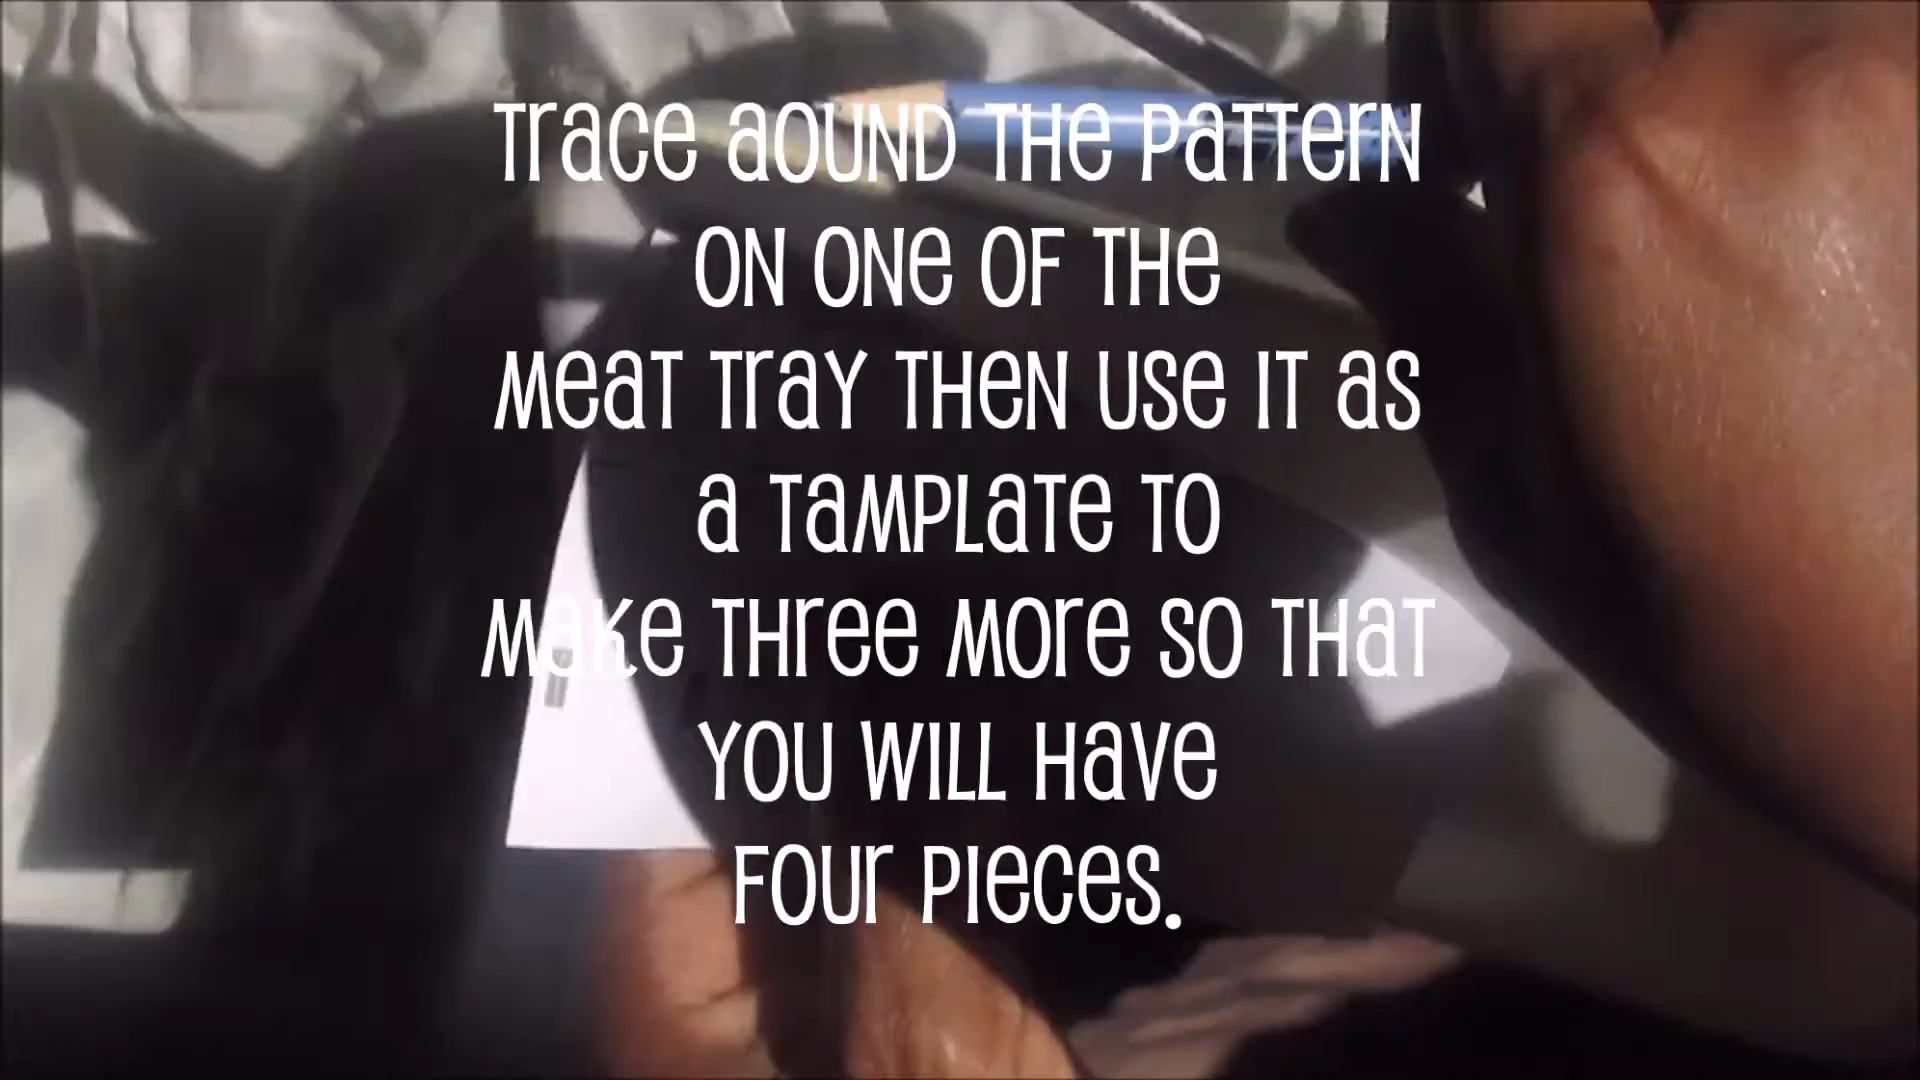 Trace aound the pattern
on one of the
meat tray then use it as
a tamplate to
make three more so that
you will have
four pieces.